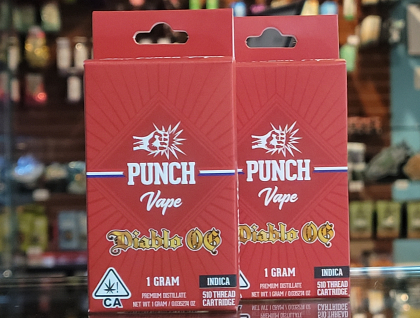 PUNCH
Vape
Diablo OG
1 GRAM
INDICA
PREMIUM DISTILLATE
510 THREAD
CARTRIDGE
CA
PUNCH
Vape
Diablo OG
1 GRAM
INDICA
PREMIUM DISTILLATE
510 THREAD
CARTRIDGE